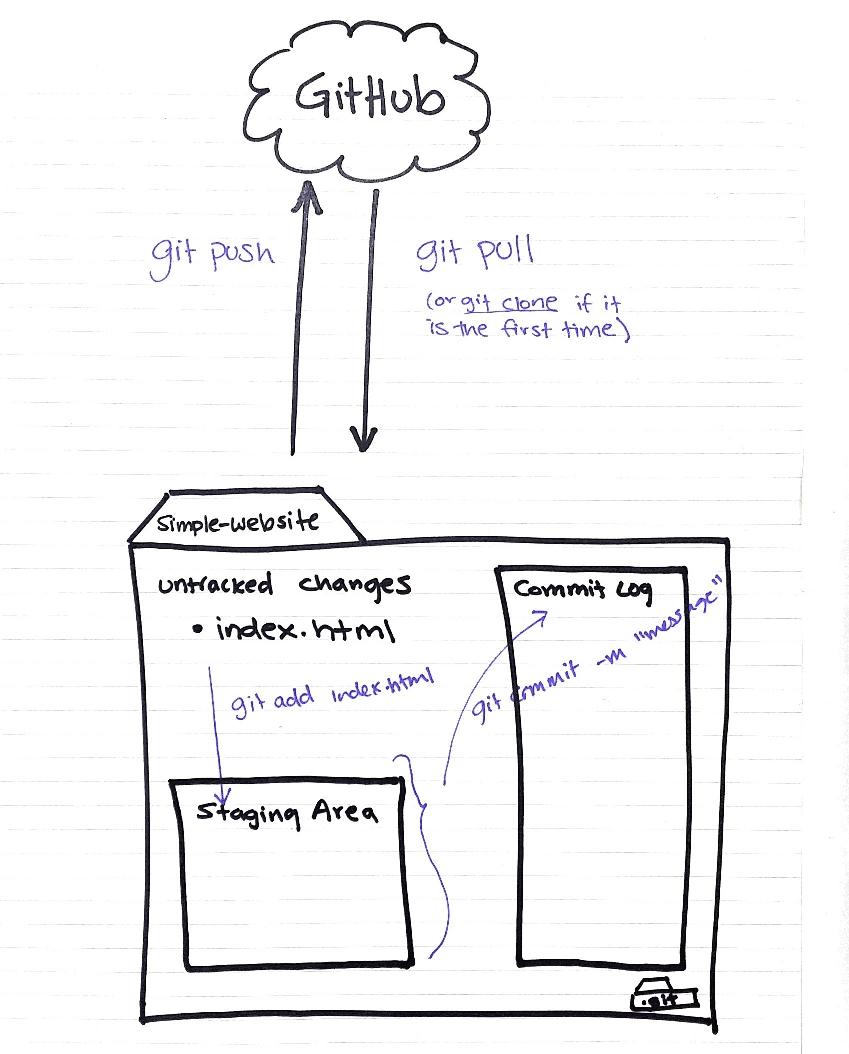 GitHub
git push
git pull
(or git clone if it
is the first time)
simple-website
untracked changes
• index.html
git add index.html
Staging Area
Commit Log
git commit -m "message"
.git